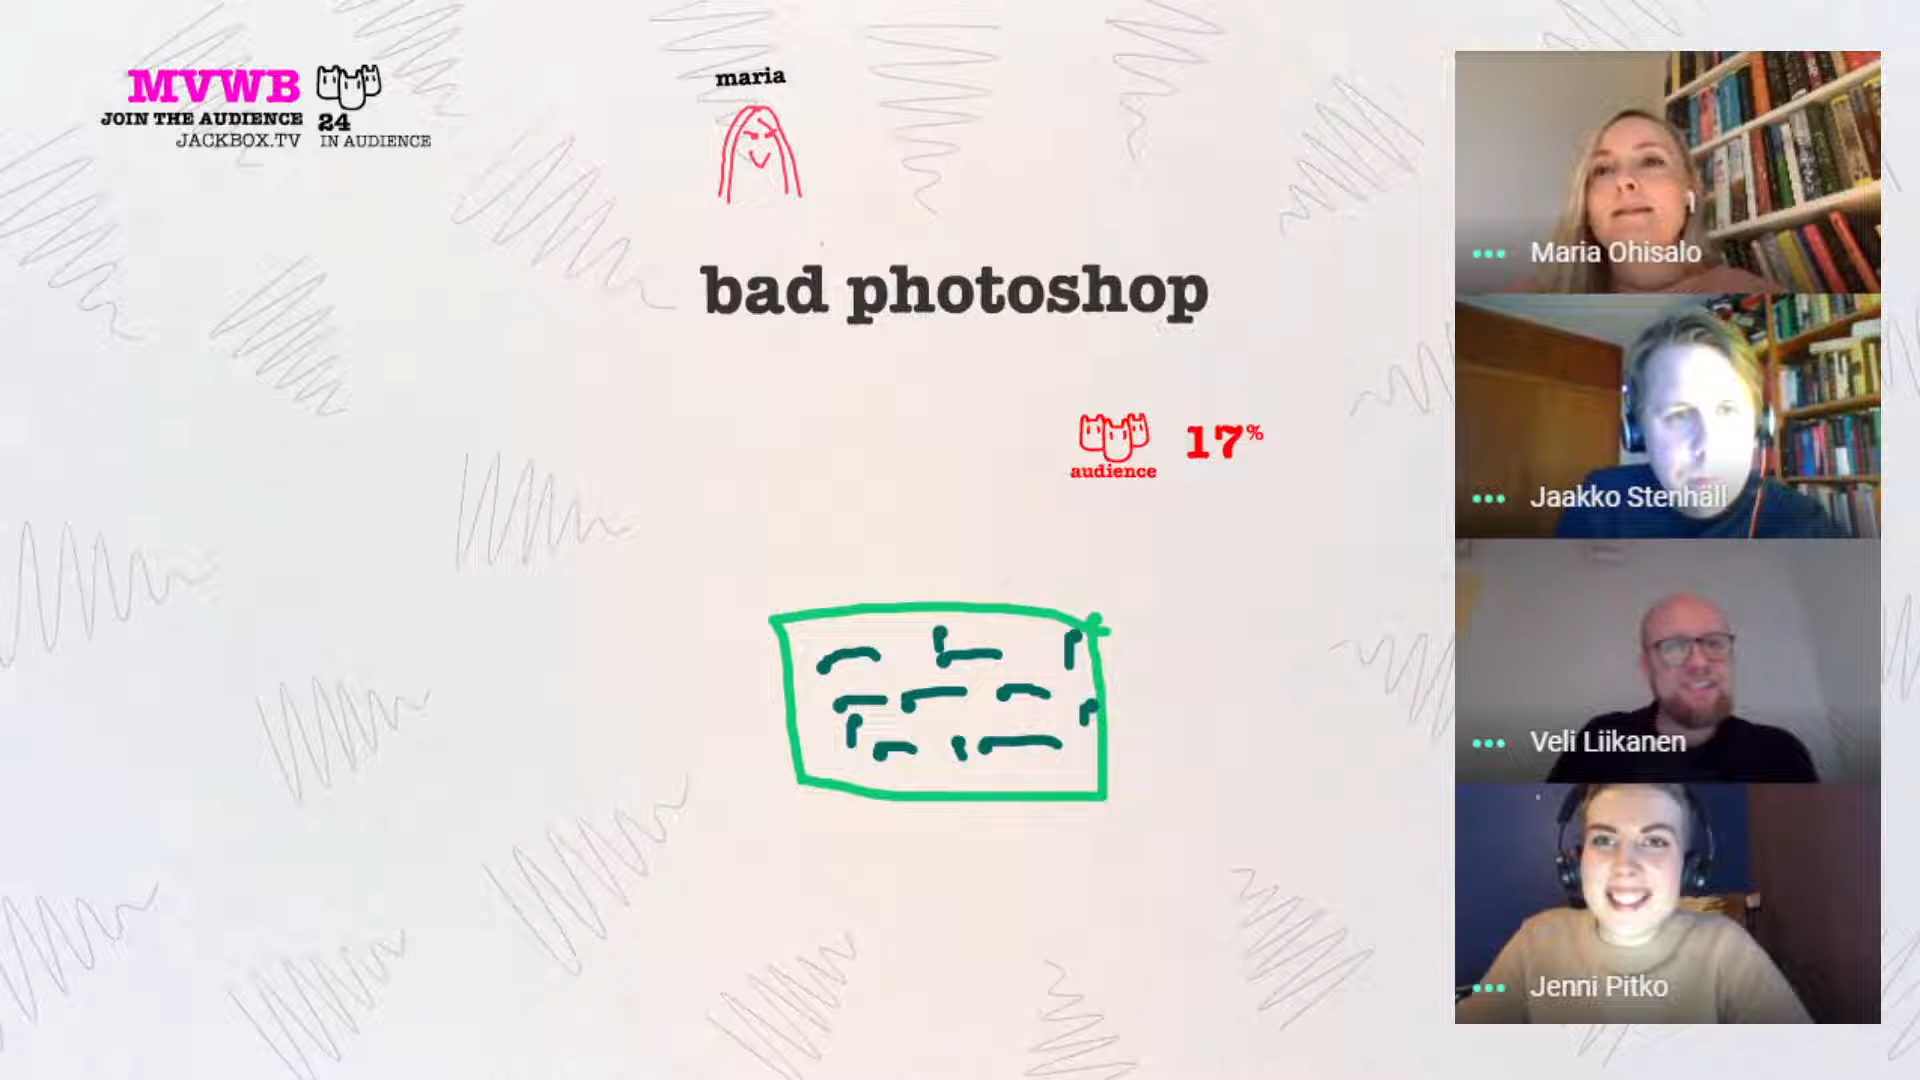 MVWB
JOIN THE AUDIENCE
JACKBOX.TV
24
IN AUDIENCE
maria
bad photoshop
audience
17%
Maria Ohisalo
Jaakko Stenhäll
Veli Liikanen
Jenni Pitko